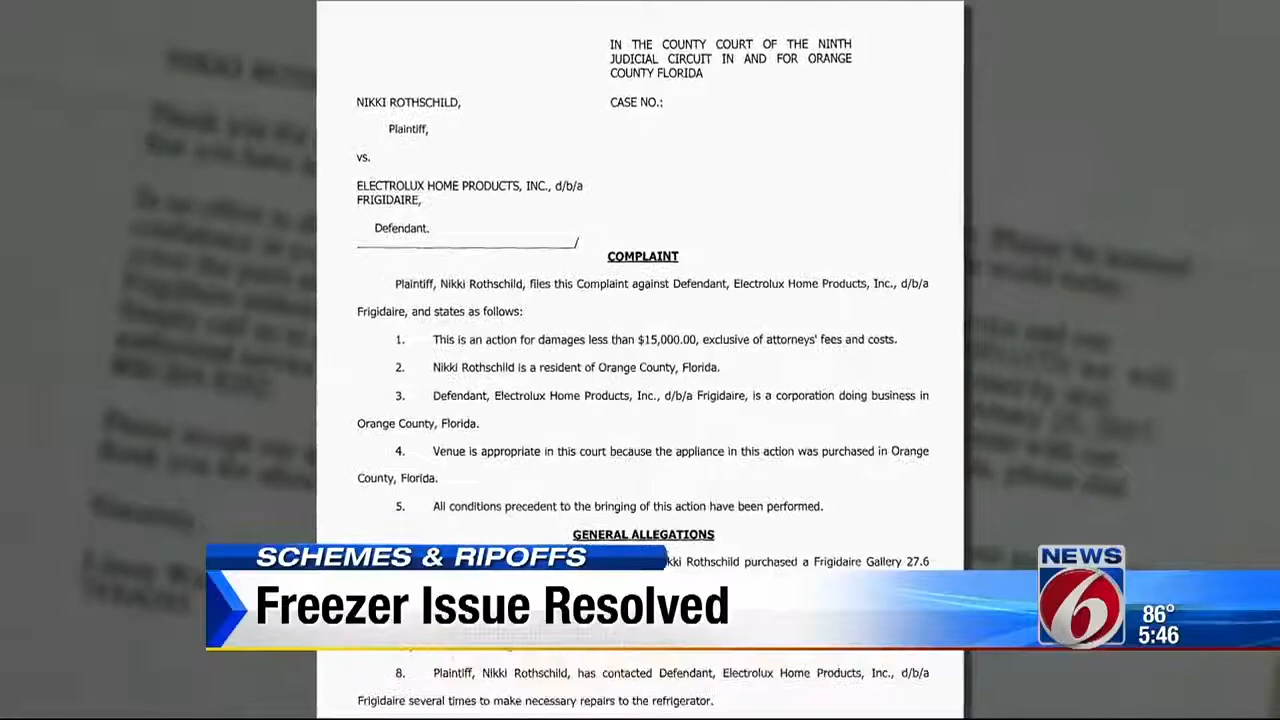 IN THE COUNTY COURT OF THE NINTH
JUDICIAL CIRCUIT IN AND FOR ORANGE
COUNTY FLORIDA
NIKKI ROTHSCHILD,
CASE NO.:
Plaintiff,
vs.
ELECTROLUX HOME PRODUCTS, INC., d/b/a
FRIGIDAIRE,
Defendant.
/
COMPLAINT
Plaintiff, Nikki Rothschild, files this Complaint against Defendant, Electrolux Home Products, Inc., d/b/a
Frigidaire, and states as follows:
1. This is an action for damages less than $15,000.00, exclusive of attorneys' fees and costs.
2. Nikki Rothschild is a resident of Orange County, Florida.
3. Defendant, Electrolux Home Products, Inc., d/b/a Frigidaire, is a corporation doing business in
Orange County, Florida.
4. Venue is appropriate in this court because the appliance in this action was purchased in Orange
County, Florida.
5. All conditions precedent to the bringing of this action have been performed.
GENERAL ALLEGATIONS
kki Rothschild purchased a Frigidaire Gallery 27.6
SCHEMES & RIPOFFS
Freezer Issue Resolved
NEWS
6
86°
5:46
8. Plaintiff, Nikki Rothschild, has contacted Defendant, Electrolux Home Products, Inc., d/b/a
Frigidaire several times to make necessary repairs to the refrigerator.